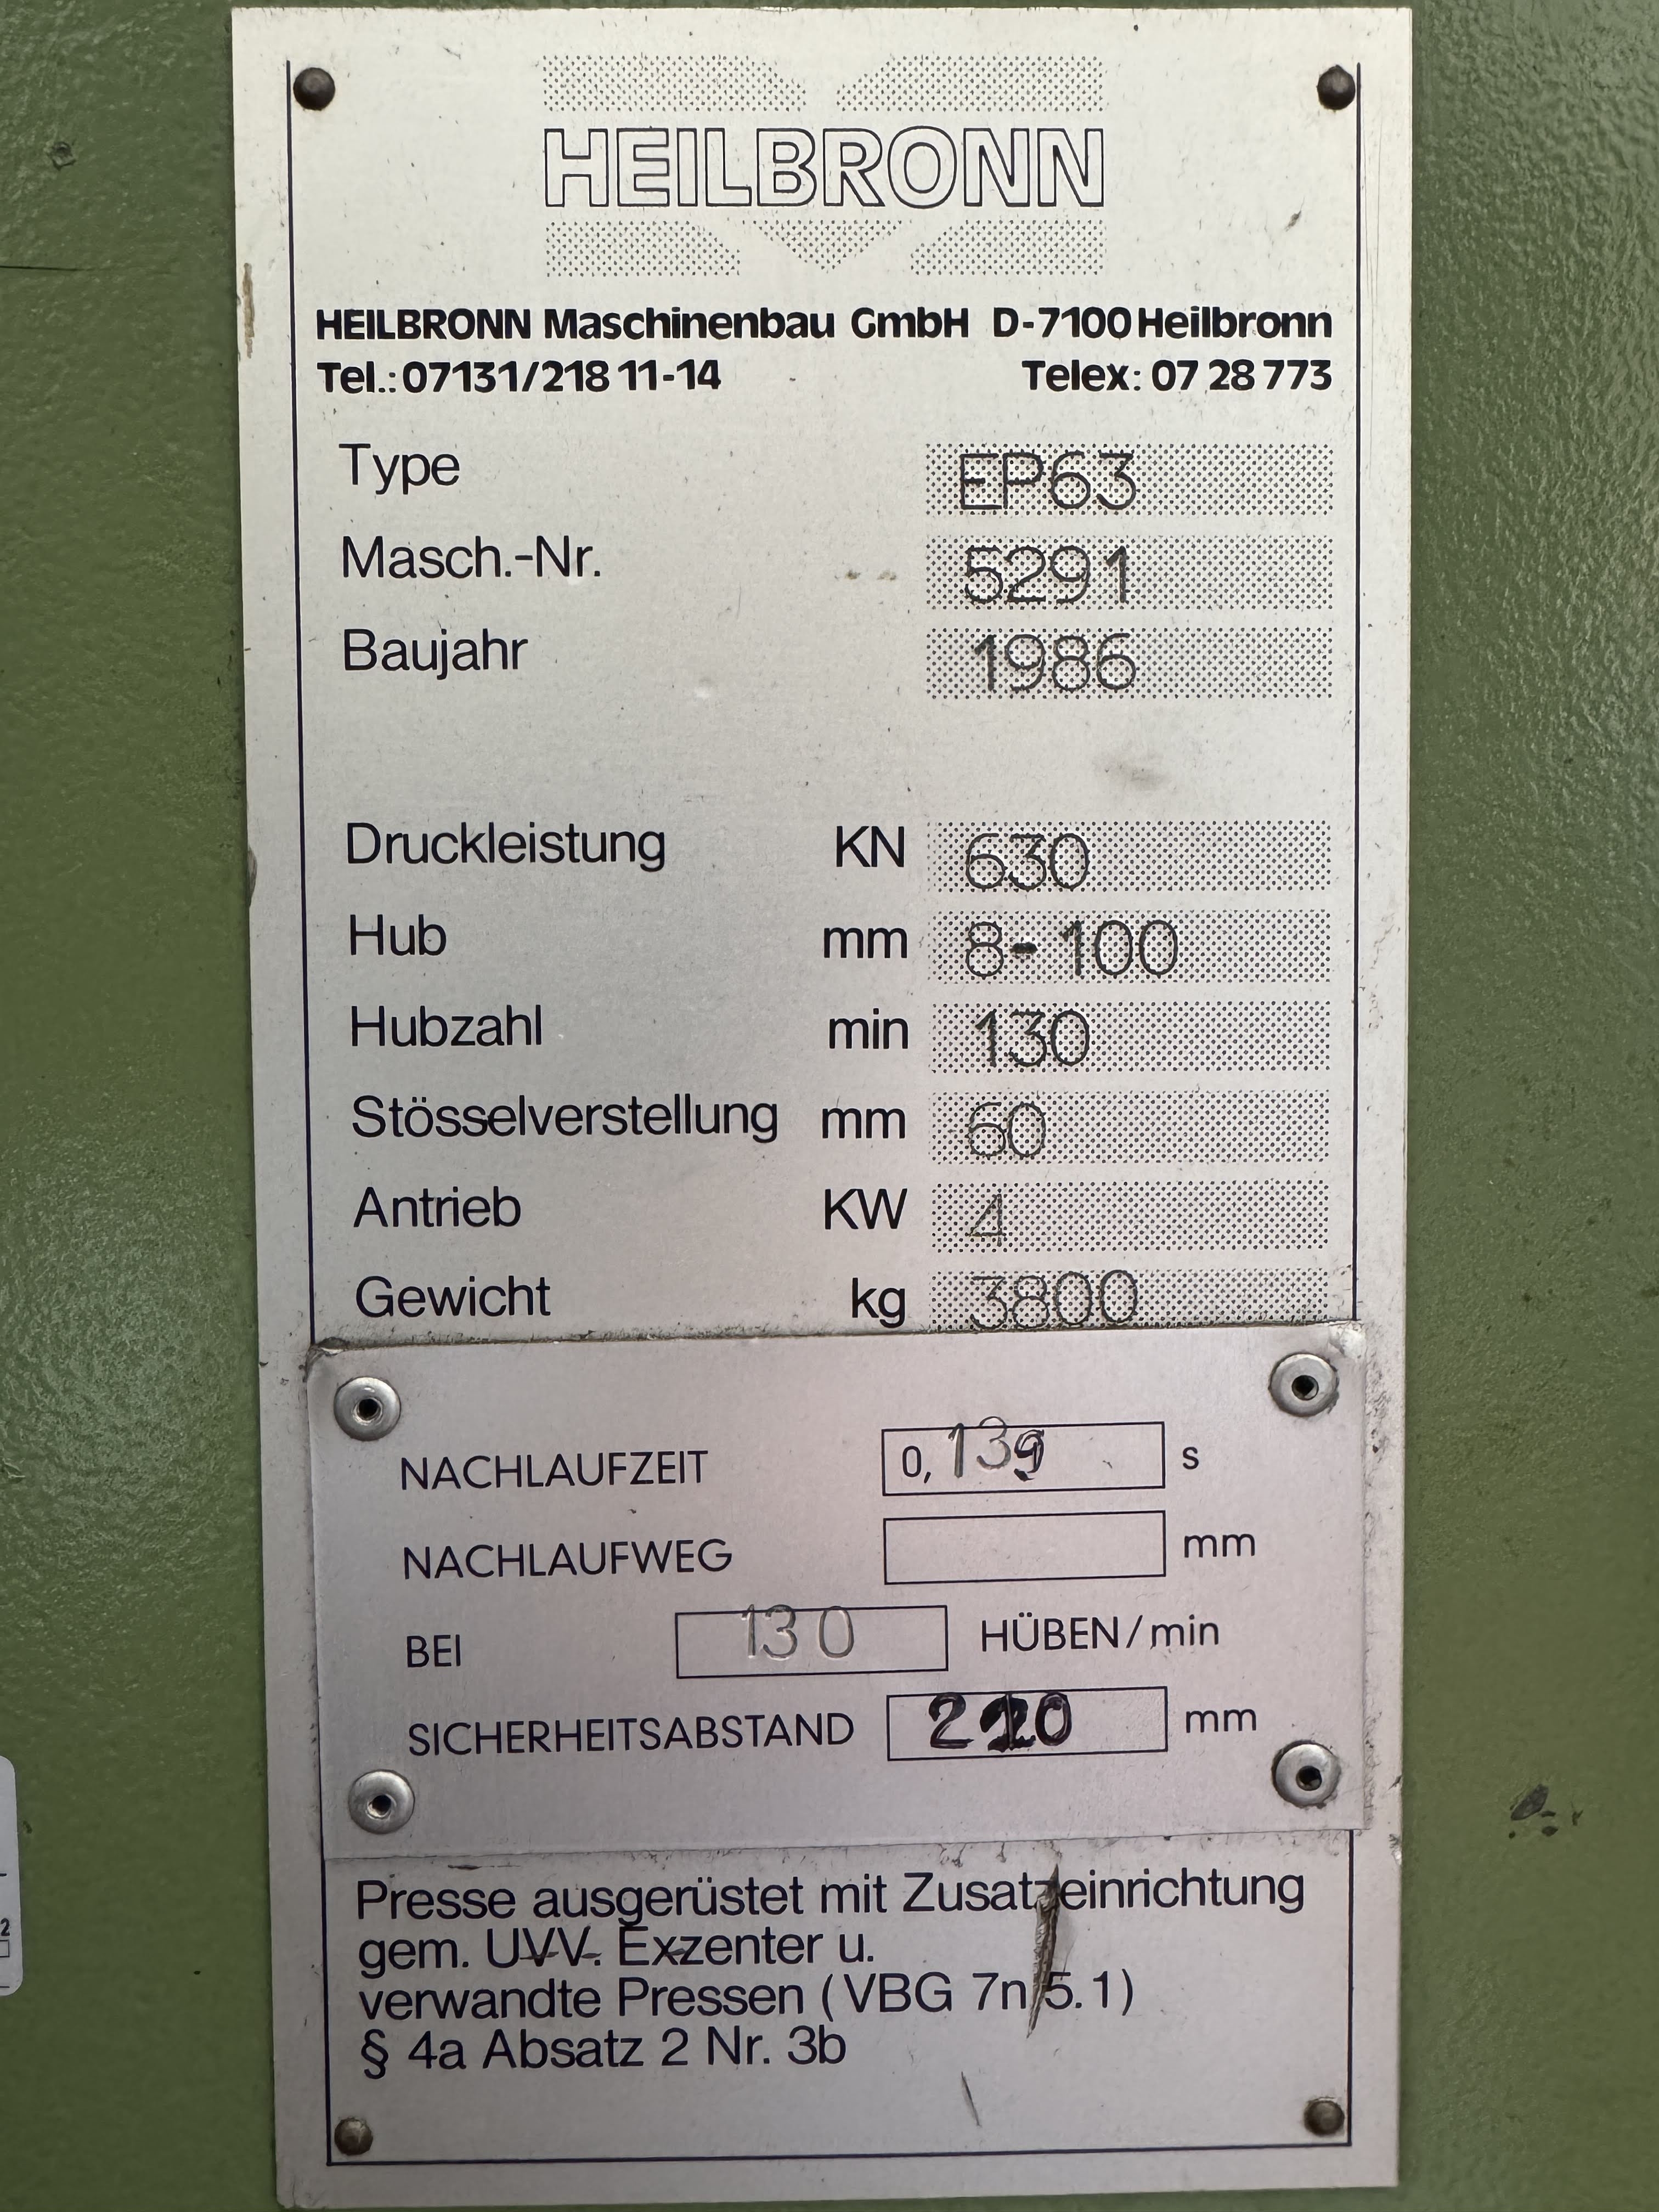 HEILBRONN
HEILBRONN Maschinenbau GmbH D-7100 Heilbronn
Tel.: 07131/218 11-14 Telex: 07 28 773
Type EP63
Masch.-Nr. 5291
Baujahr 1986
Druckleistung KN 630
Hub mm 8-100
Hubzahl min 130
Stösselverstellung mm 60
Antrieb KW 4
Gewicht kg 3800
NACHLAUFZEIT 0,139 s
NACHLAUFWEG mm
BEI 130 HÜBEN/min
SICHERHEITSABSTAND mm
Presse ausgerüstet mit Zusatzeinrichtung
gem. UVV. Exzenter u.
verwandte Pressen (VBG 7n 5.1)
§ 4a Absatz 2 Nr. 3b
2